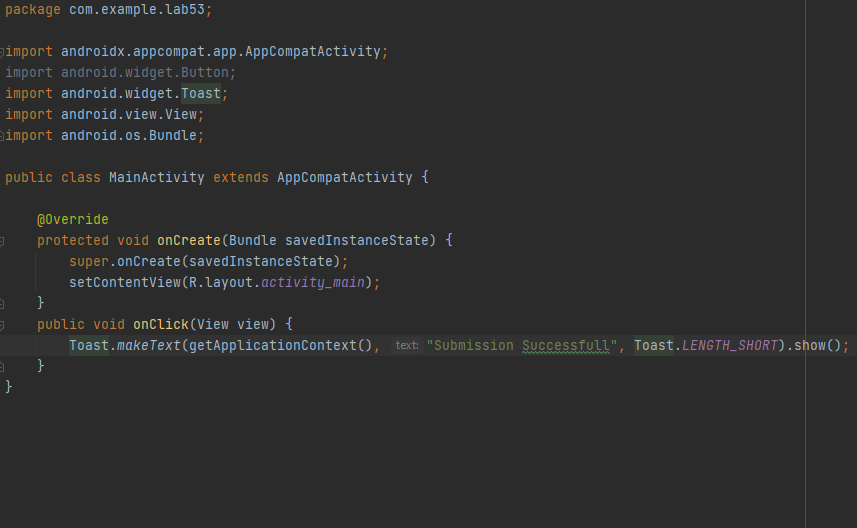 package com.example.lab53;
import androidx.appcompat.app.AppCompatActivity;
import android.widget.Button;
import android.widget.Toast;
import android.view.View;
import android.os.Bundle;
public class MainActivity extends AppCompatActivity {
@Override
protected void onCreate(Bundle savedInstanceState) {
super.onCreate(savedInstanceState);
setContentView(R.layout.activity_main);
}
public void onClick(View view) {
Toast.makeText(getApplicationContext(), text: "Submission Successfull", Toast.LENGTH_SHORT).show();
}
}